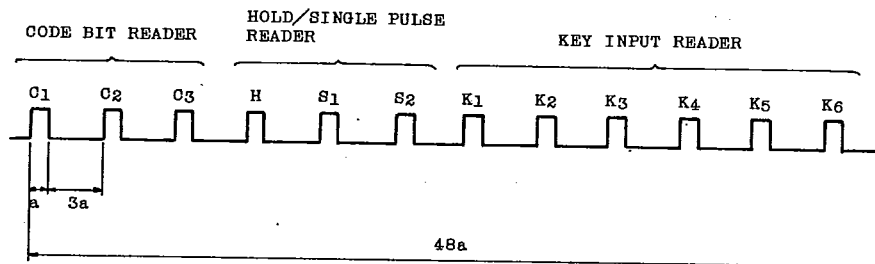 HOLD/SINGLE PULSE
CODE BIT READER READER KEY INPUT READER
C1 C2 C3 H S1 S2 K1 K2 K3 K4 K5 K6
a 3a
48a